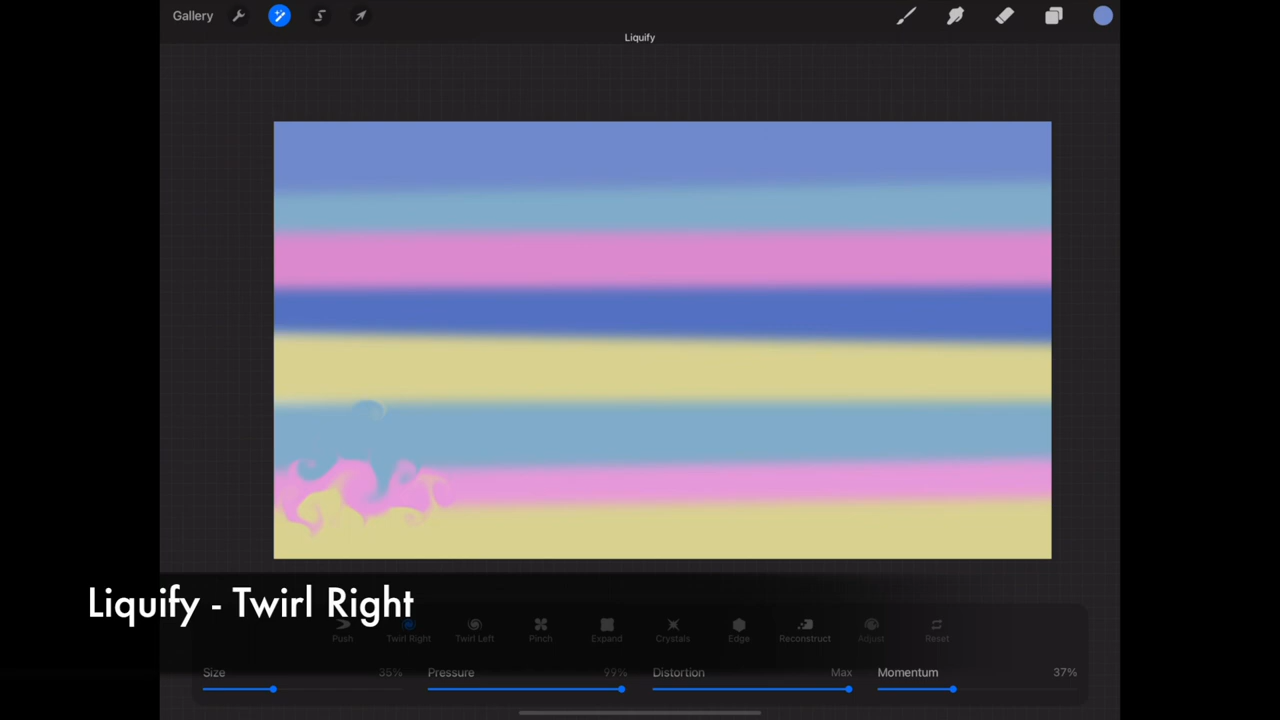 Gallery
Liquify
Liquify - Twirl Right
Push Twirl Right Twirl Left Pinch Expand Crystals Edge Reconstruct Adjust Reset
Size 35% Pressure 99% Distortion Max Momentum 37%